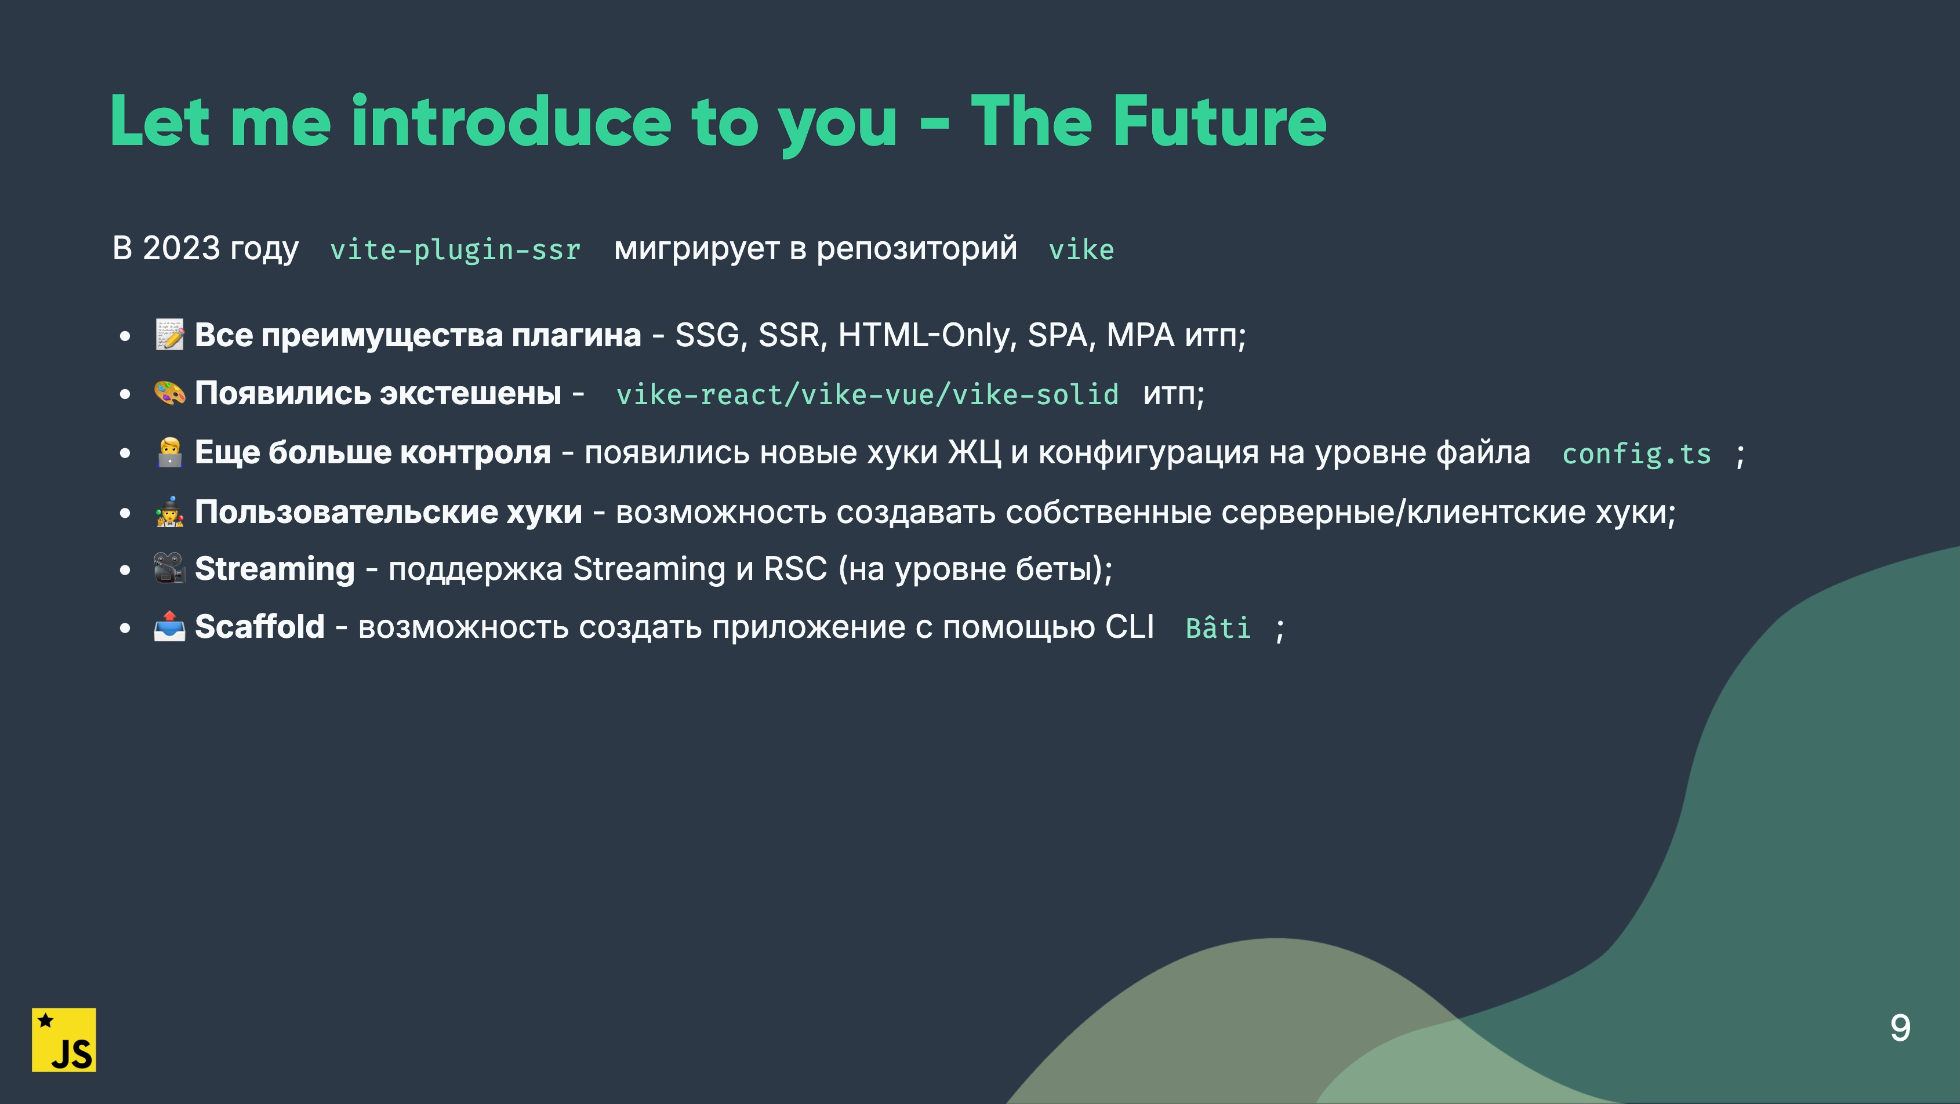 Let me introduce to you - The Future
В 2023 году vite-plugin-ssr мигрирует в репозиторий vike
• 📝 Все преимущества плагина - SSG, SSR, HTML-Only, SPA, MPA итп;
• 🎨 Появились экстешены - vike-react/vike-vue/vike-solid итп;
• 🧑‍💻 Еще больше контроля - появились новые хуки ЖЦ и конфигурация на уровне файла config.ts ;
• 🤹 Пользовательские хуки - возможность создавать собственные серверные/клиентские хуки;
• 🎥 Streaming - поддержка Streaming и RSC (на уровне беты);
• 📤 Scaffold - возможность создать приложение с помощью CLI Bâti ;
JS
9